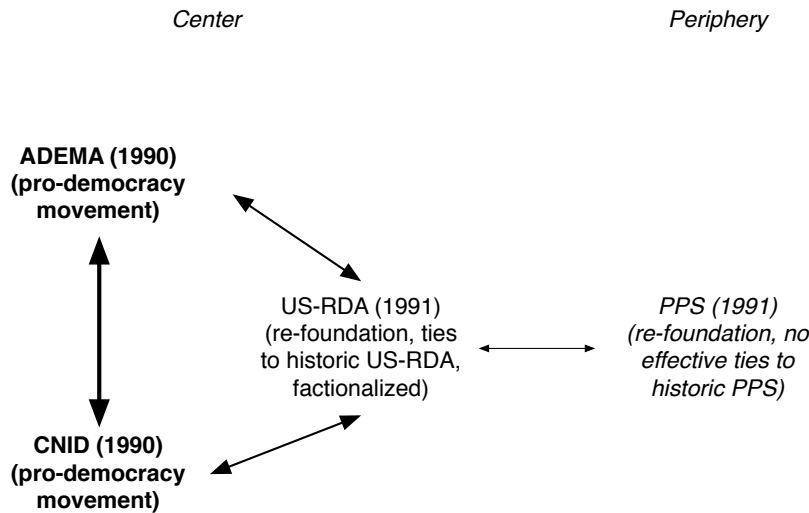 Center
Periphery
ADEMA (1990)
(pro-democracy
movement)
US-RDA (1991)
(re-foundation, ties
to historic US-RDA,
factionalized)
PPS (1991)
(re-foundation, no
effective ties to
historic PPS)
CNID (1990)
(pro-democracy
movement)